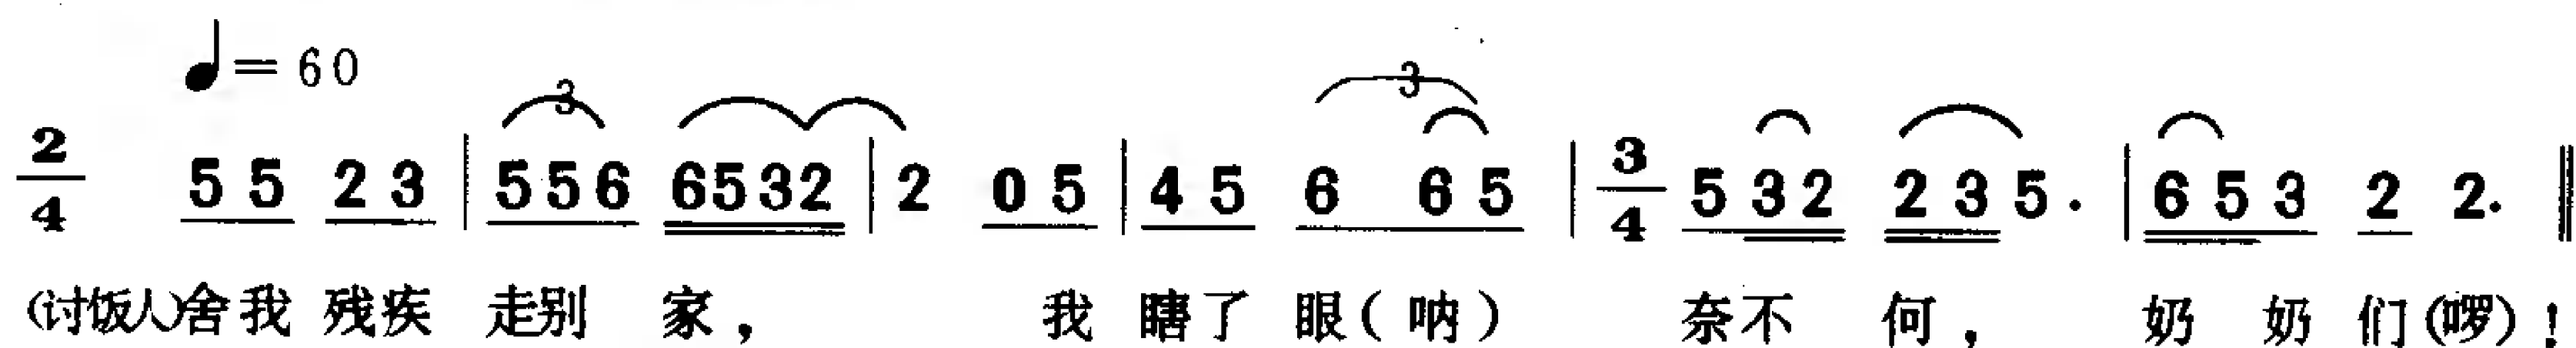 ♩= 60
2/4 5 5 2 3 | 3 5 5 6 6 5 3 2 | 2 0 5 | 4 5 3 6 6 5 | 3/4 5 3 2 2 3 5 . | 6 5 3 2 2. ‖
(讨饭人)舍我 残疾 走别 家， 我 瞎了 眼(呐) 奈不 何， 奶 奶 们(啰)！